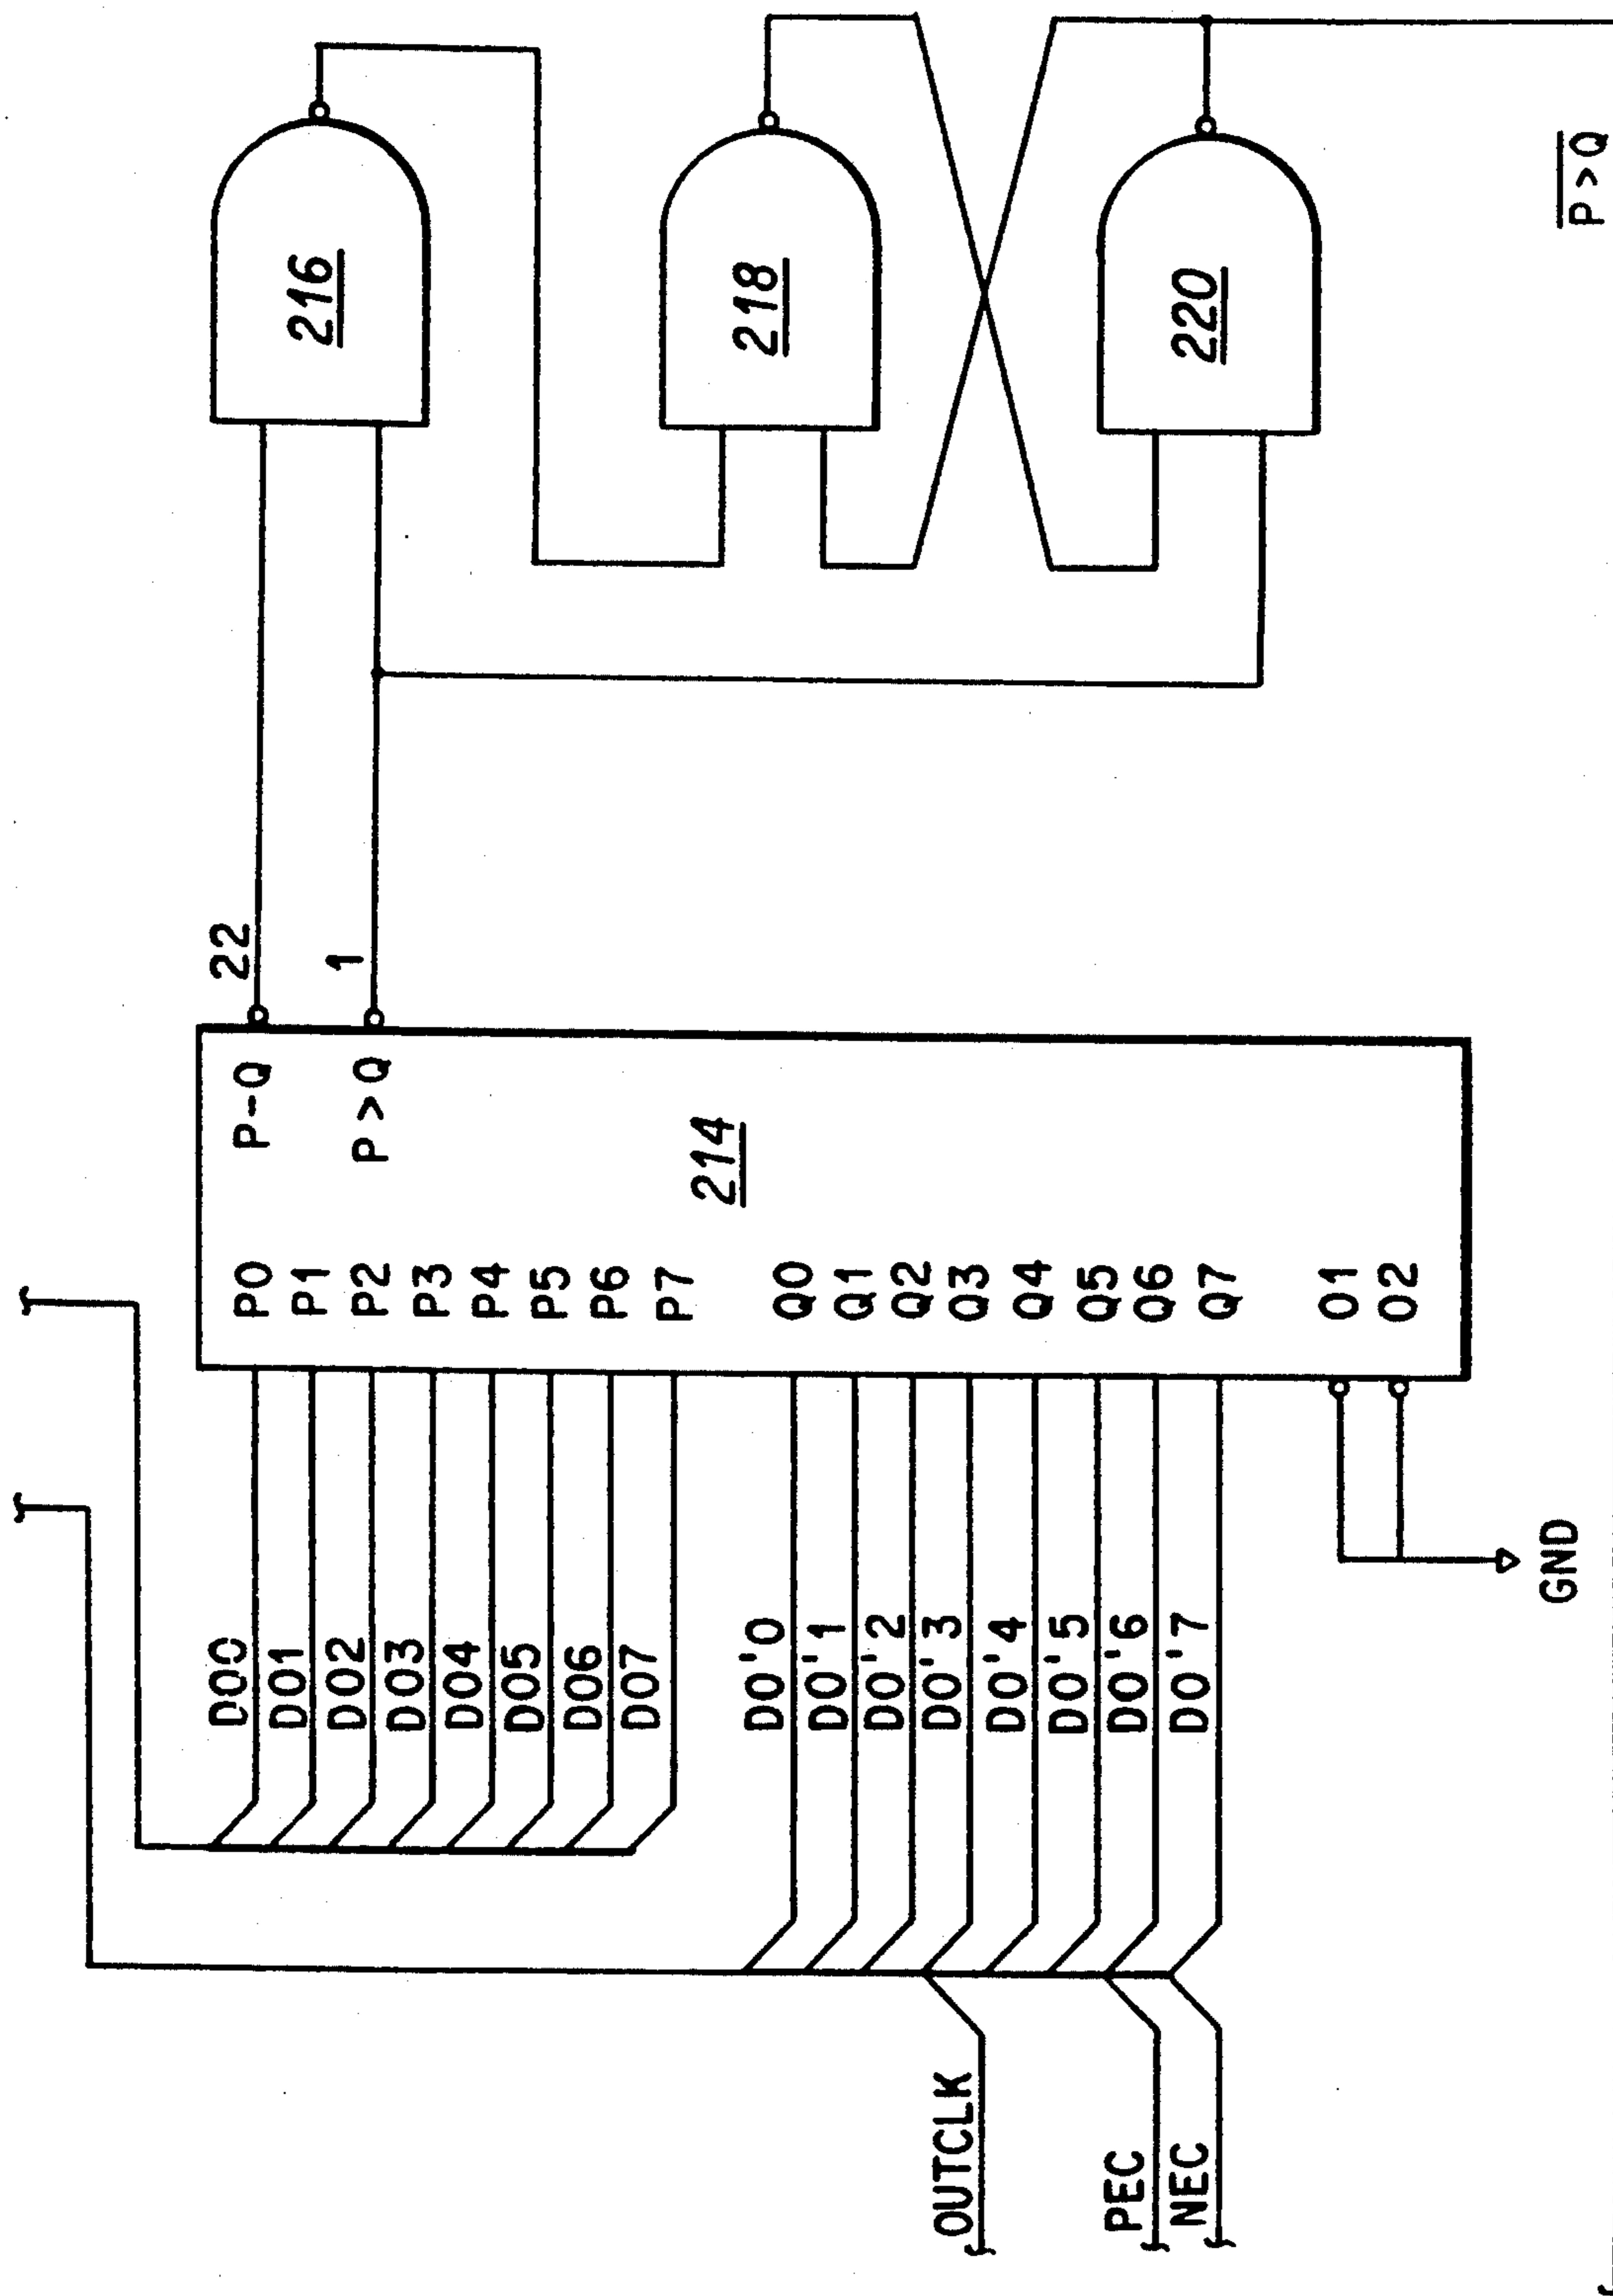 216
218
220
P>Q
22
1
P-Q
P>Q
214
P0
P1
P2
P3
P4
P5
P6
P7
Q0
Q1
Q2
Q3
Q4
Q5
Q6
Q7
O1
O2
DO0
DO1
DO2
DO3
DO4
DO5
DO6
DO7
DO'0
DO'1
DO'2
DO'3
DO'4
DO'5
DO'6
DO'7
GND
OUTCLK
PEC
NEC